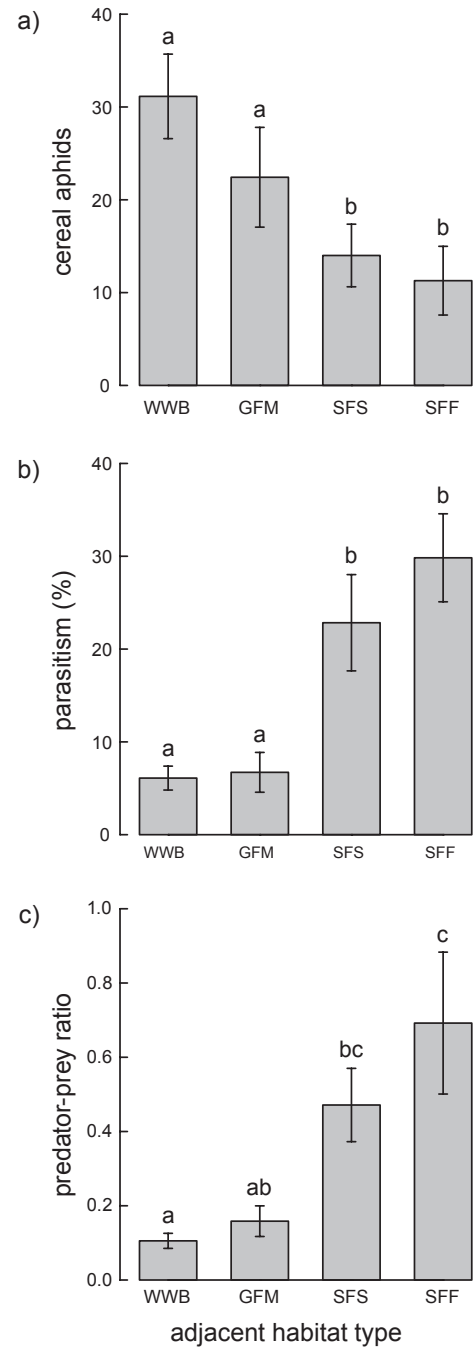 a)
cereal aphids
40
30
20
10
0
a
a
b
b
WWB GFM SFS SFF
b)
parasitism (%)
40
30
20
10
0
a
a
b
b
WWB GFM SFS SFF
c)
predator-prey ratio
1.0
0.8
0.6
0.4
0.2
0.0
a
ab
bc
c
WWB GFM SFS SFF
adjacent habitat type